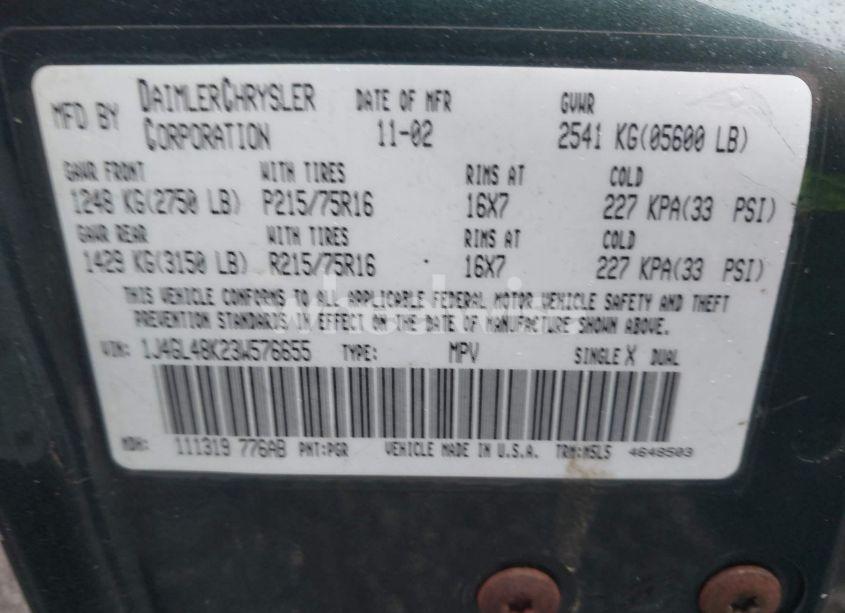 MFD BY DAIMLERCHRYSLER CORPORATION DATE OF MFR 11-02 GVWR 2541 KG(05600 LB)
GAWR FRONT WITH TIRES RIMS AT COLD
1248 KG(2750 LB) P215/75R16 16X7 227 KPA(33 PSI)
GAWR REAR WITH TIRES RIMS AT COLD
1429 KG(3150 LB) R215/75R16 16X7 227 KPA(33 PSI)
THIS VEHICLE CONFORMS TO ALL APPLICABLE FEDERAL MOTOR VEHICLE SAFETY AND THEFT
PREVENTION STANDARDS IN EFFECT ON THE DATE OF MANUFACTURE SHOWN ABOVE.
VIN: 1J4GL48K23W576655 TYPE: MPV SINGLE X DUAL
MDH: 111319 776AB PNT:PGR VEHICLE MADE IN U.S.A. TRM:M5L5 4648503